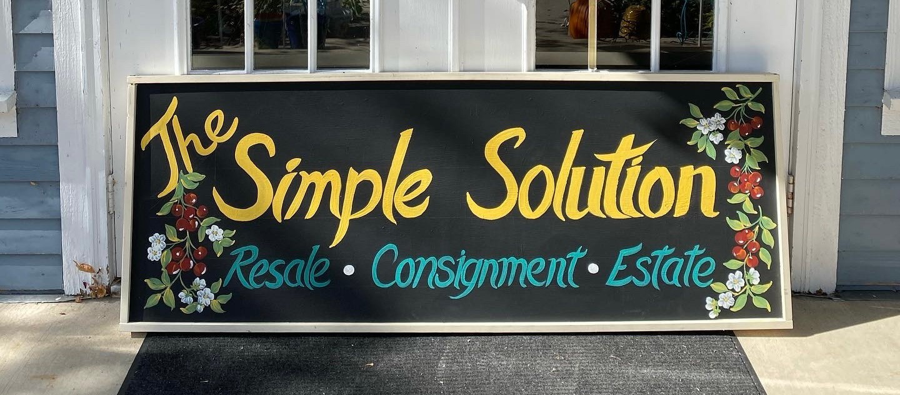 The
Simple Solution
Resale • Consignment • Estate